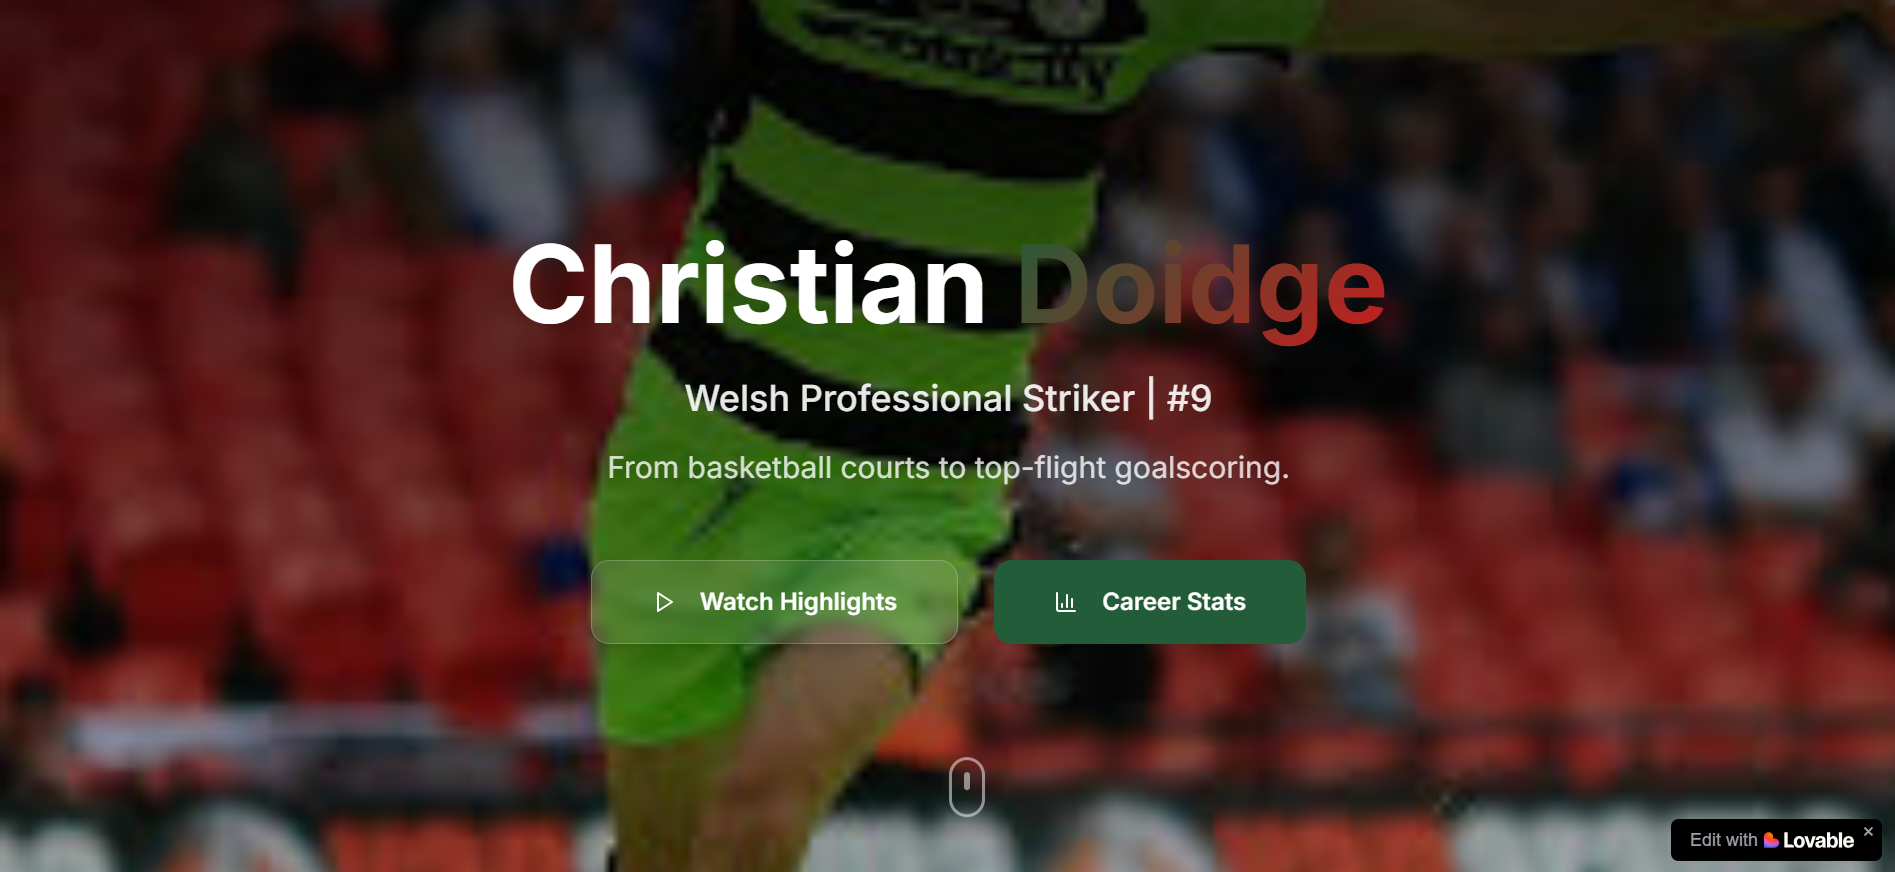 Christian Doidge
Welsh Professional Striker | #9
From basketball courts to top-flight goalscoring.
Watch Highlights
Career Stats
Edit with Lovable